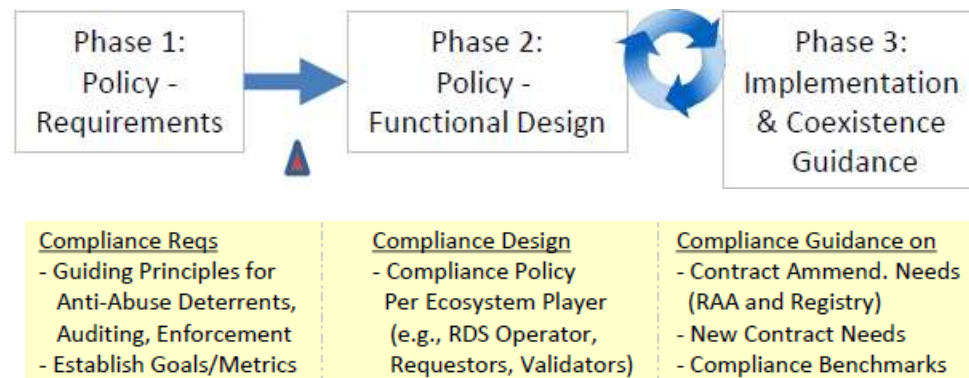 Phase 1:
Policy -
Requirements
Phase 2:
Policy -
Functional Design
Phase 3:
Implementation
& Coexistence
Guidance
Compliance Reqs
- Guiding Principles for
Anti-Abuse Deterrents,
Auditing, Enforcement
- Establish Goals/Metrics
Compliance Design
- Compliance Policy
Per Ecosystem Player
(e.g., RDS Operator,
Requestors, Validators)
Compliance Guidance on
- Contract Ammend. Needs
(RAA and Registry)
- New Contract Needs
- Compliance Benchmarks